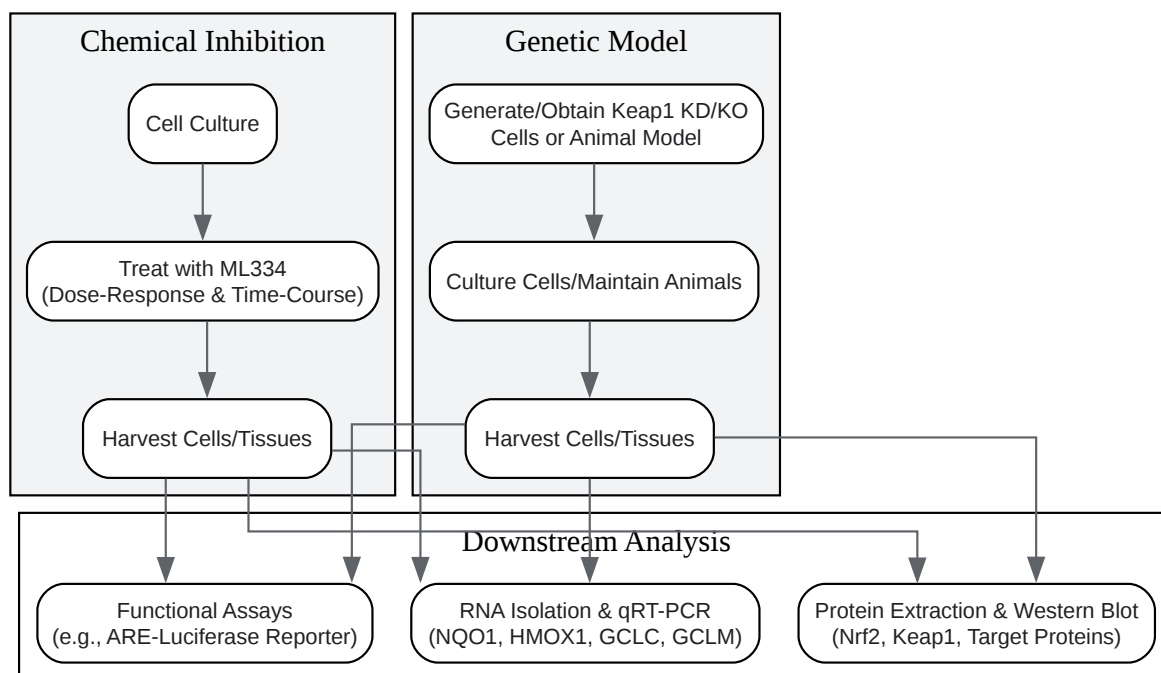 Chemical Inhibition
Cell Culture
Treat with ML334
(Dose-Response & Time-Course)
Harvest Cells/Tissues
Genetic Model
Generate/Obtain Keap1 KD/KO
Cells or Animal Model
Culture Cells/Maintain Animals
Harvest Cells/Tissues
Downstream Analysis
Functional Assays
(e.g., ARE-Luciferase Reporter)
RNA Isolation & qRT-PCR
(NQO1, HMOX1, GCLC, GCLM)
Protein Extraction & Western Blot
(Nrf2, Keap1, Target Proteins)